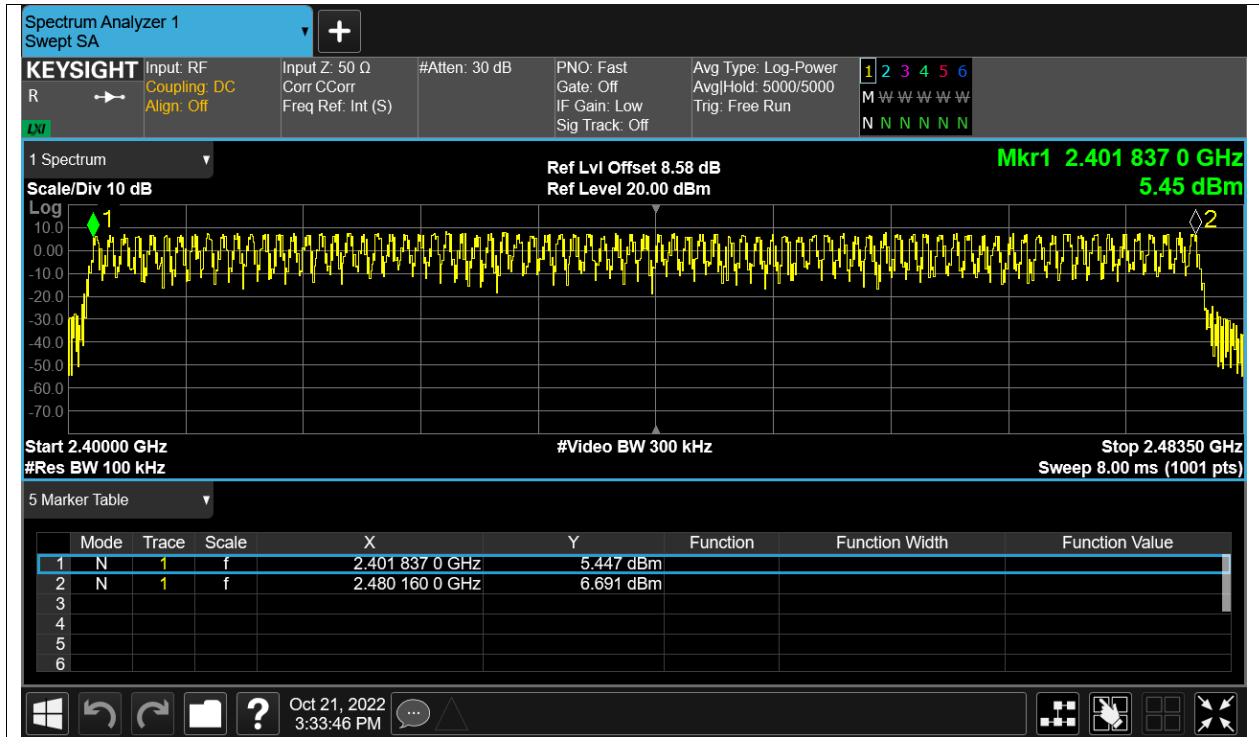 Spectrum Analyzer 1
Swept SA
KEYSIGHT Input: RF Input Z: 50 Ω #Atten: 30 dB PNO: Fast Avg Type: Log-Power 1 2 3 4 5 6
R Coupling: DC Corr CCorr Gate: Off Avg|Hold: 5000/5000 M W W W W W
Align: Off Freq Ref: Int (S) IF Gain: Low Trig: Free Run
LXI Sig Track: Off N N N N N N
1 Spectrum Ref Lvl Offset 8.58 dB Mkr1 2.401 837 0 GHz
Scale/Div 10 dB Ref Level 20.00 dBm 5.45 dBm
Log
1 2
10.0
0.00
-10.0
-20.0
-30.0
-40.0
-50.0
-60.0
-70.0
Start 2.40000 GHz #Video BW 300 kHz Stop 2.48350 GHz
#Res BW 100 kHz Sweep 8.00 ms (1001 pts)
5 Marker Table
Mode Trace Scale X Y Function Function Width Function Value
1 N 1 f 2.401 837 0 GHz 5.447 dBm
2 N 1 f 2.480 160 0 GHz 6.691 dBm
3
4
5
6
? Oct 21, 2022
3:33:46 PM